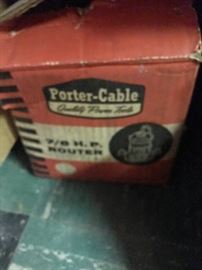 Porter-Cable
Quality Power Tools
7/8 H.P.
ROUTER